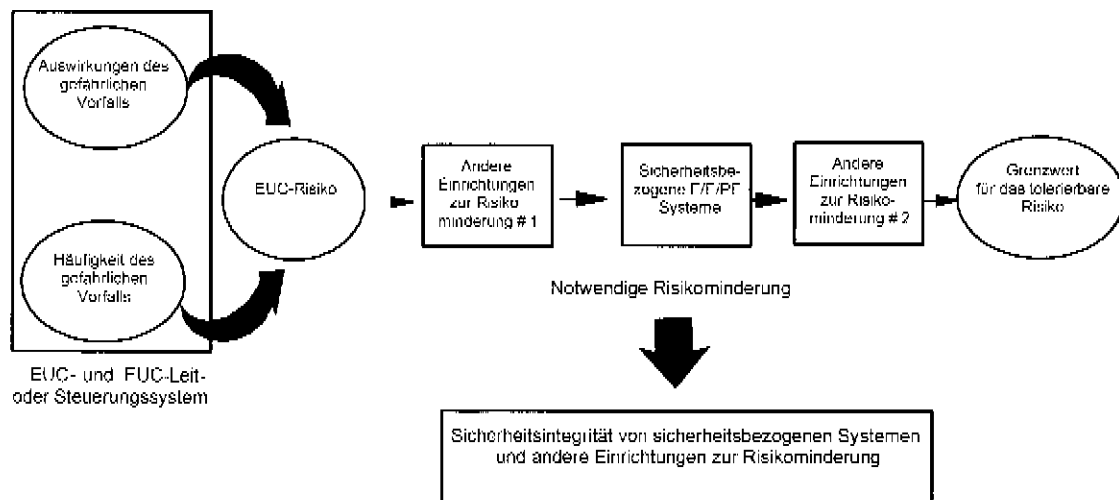 Auswirkungen des
gefährlichen
Vorfalls
EUC-Risiko
Häufigkeit des
gefährlichen
Vorfalls
EUC- und EUC-Leit-
oder Steuerungssystem
Andere
Einrichtungen
zur Risiko
minderung # 1
Sicherheitsbe-
zogene E/E/PE
Systeme
Andere
Einrichtungen
zur Risiko-
minderung # 2
Grenzwert
für das tolerierbare
Risiko
Notwendige Risikominderung
Sicherheitsintegrität von sicherheitsbezogenen Systemen
und andere Einrichtungen zur Risikominderung